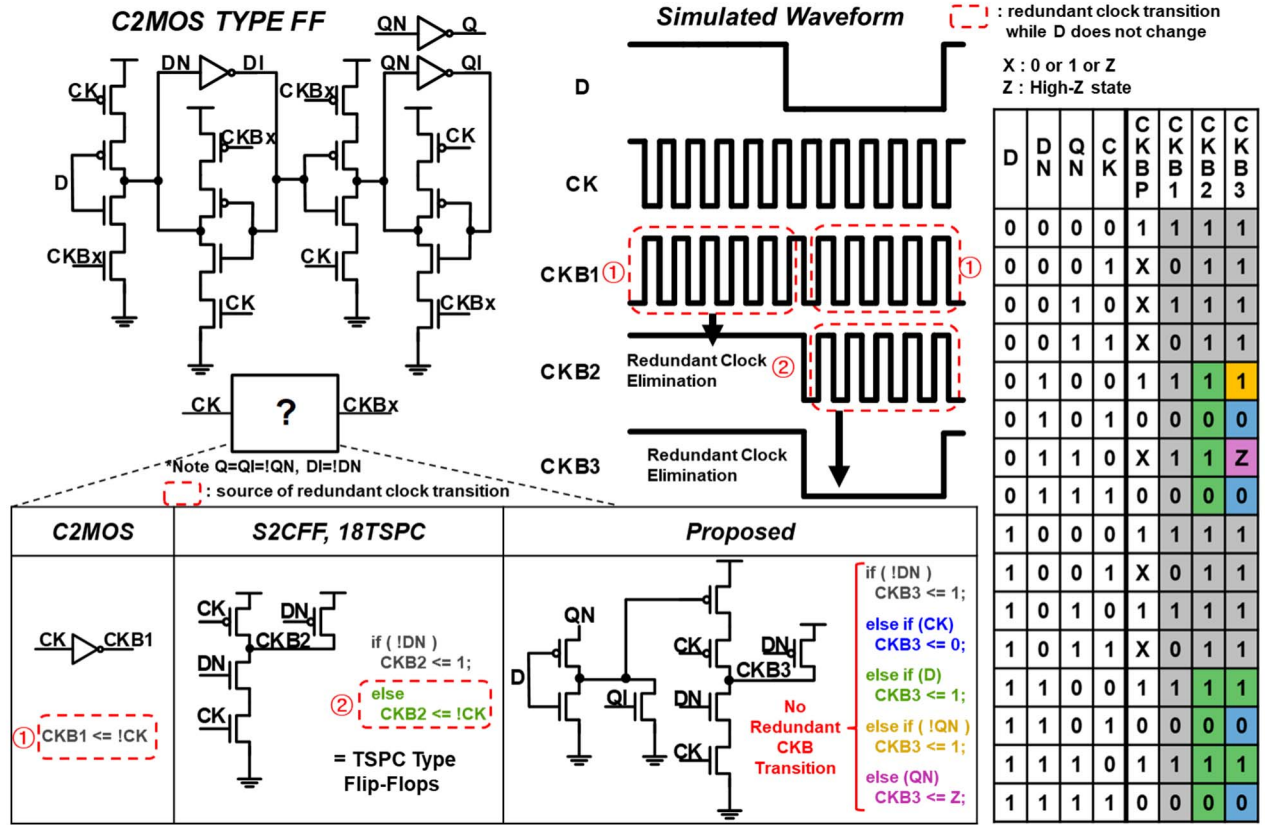 C2MOS TYPE FF
QN
Q
DN
DI
QN
QI
CK
CKBx
CKBx
CK
D
CKBx
CK
CK
CKBx
CK
?
CKBx
*Note Q=QI=!QN, DI=!DN
: source of redundant clock transition
Simulated Waveform
D
CK
CKB1
①
①
CKB2
Redundant Clock
Elimination
②
CKB3
Redundant Clock
Elimination
: redundant clock transition
while D does not change
X : 0 or 1 or Z
Z : High-Z state
D DN QN CK CKBP CKB1 CKB2 CKB3
0 0 0 0 1 1 1 1
0 0 0 1 X 0 1 1
0 0 1 0 X 1 1 1
0 0 1 1 X 0 1 1
0 1 0 0 1 1 1 1
0 1 0 1 0 0 0 0
0 1 1 0 X 1 1 Z
0 1 1 1 0 0 0 0
1 0 0 0 1 1 1 1
1 0 0 1 X 0 1 1
1 0 1 0 1 1 1 1
1 0 1 1 X 0 1 1
1 1 0 0 1 1 1 1
1 1 0 1 0 0 0 0
1 1 1 0 1 1 1 1
1 1 1 1 0 0 0 0
C2MOS
CK
CKB1
①
CKB1 <= !CK
S2CFF, 18TSPC
CK
DN
CKB2
DN
CK
if ( !DN )
CKB2 <= 1;
②
else
CKB2 <= !CK
= TSPC Type
Flip-Flops
Proposed
QN
D
QI
CK
DN
CKB3
DN
CK
No
Redundant
CKB
Transition
if ( !DN )
CKB3 <= 1;
else if (CK)
CKB3 <= 0;
else if (D)
CKB3 <= 1;
else if ( !QN )
CKB3 <= 1;
else (QN)
CKB3 <= Z;